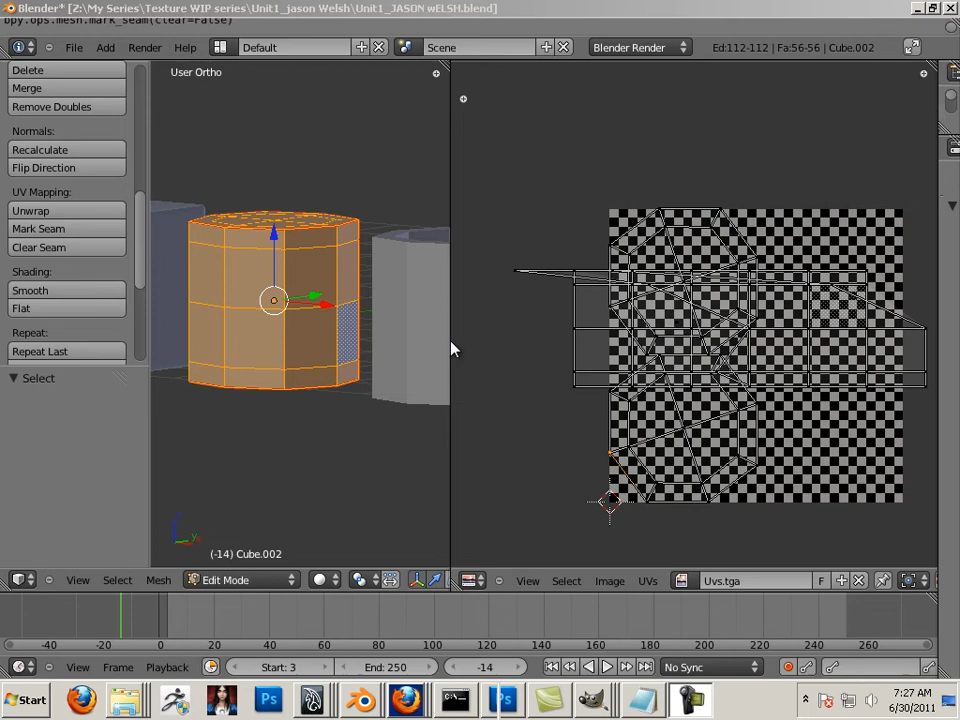 Blender* [Z:\My Series\Texture WIP series\Unit1_jason Welsh\Unit1_JASON wELSH.blend]
bpy.ops.mesh.mark_seam(clear=False)
File Add Render Help Default Scene Blender Render Ed:112-112 | Fa:56-56 | Cube.002
Delete
Merge
Remove Doubles
Normals:
Recalculate
Flip Direction
UV Mapping:
Unwrap
Mark Seam
Clear Seam
Shading:
Smooth
Flat
Repeat:
Repeat Last
Select
User Ortho
z
y
(-14) Cube.002
View Select Mesh Edit Mode
View Select Image UVs Uvs.tga F
-40 -20 0 20 40 60 80 100 120 140 160 180 200 220 240 260
View Frame Playback Start: 3 End: 250 -14 No Sync
Start Ps Ps 7:27 AM
6/30/2011